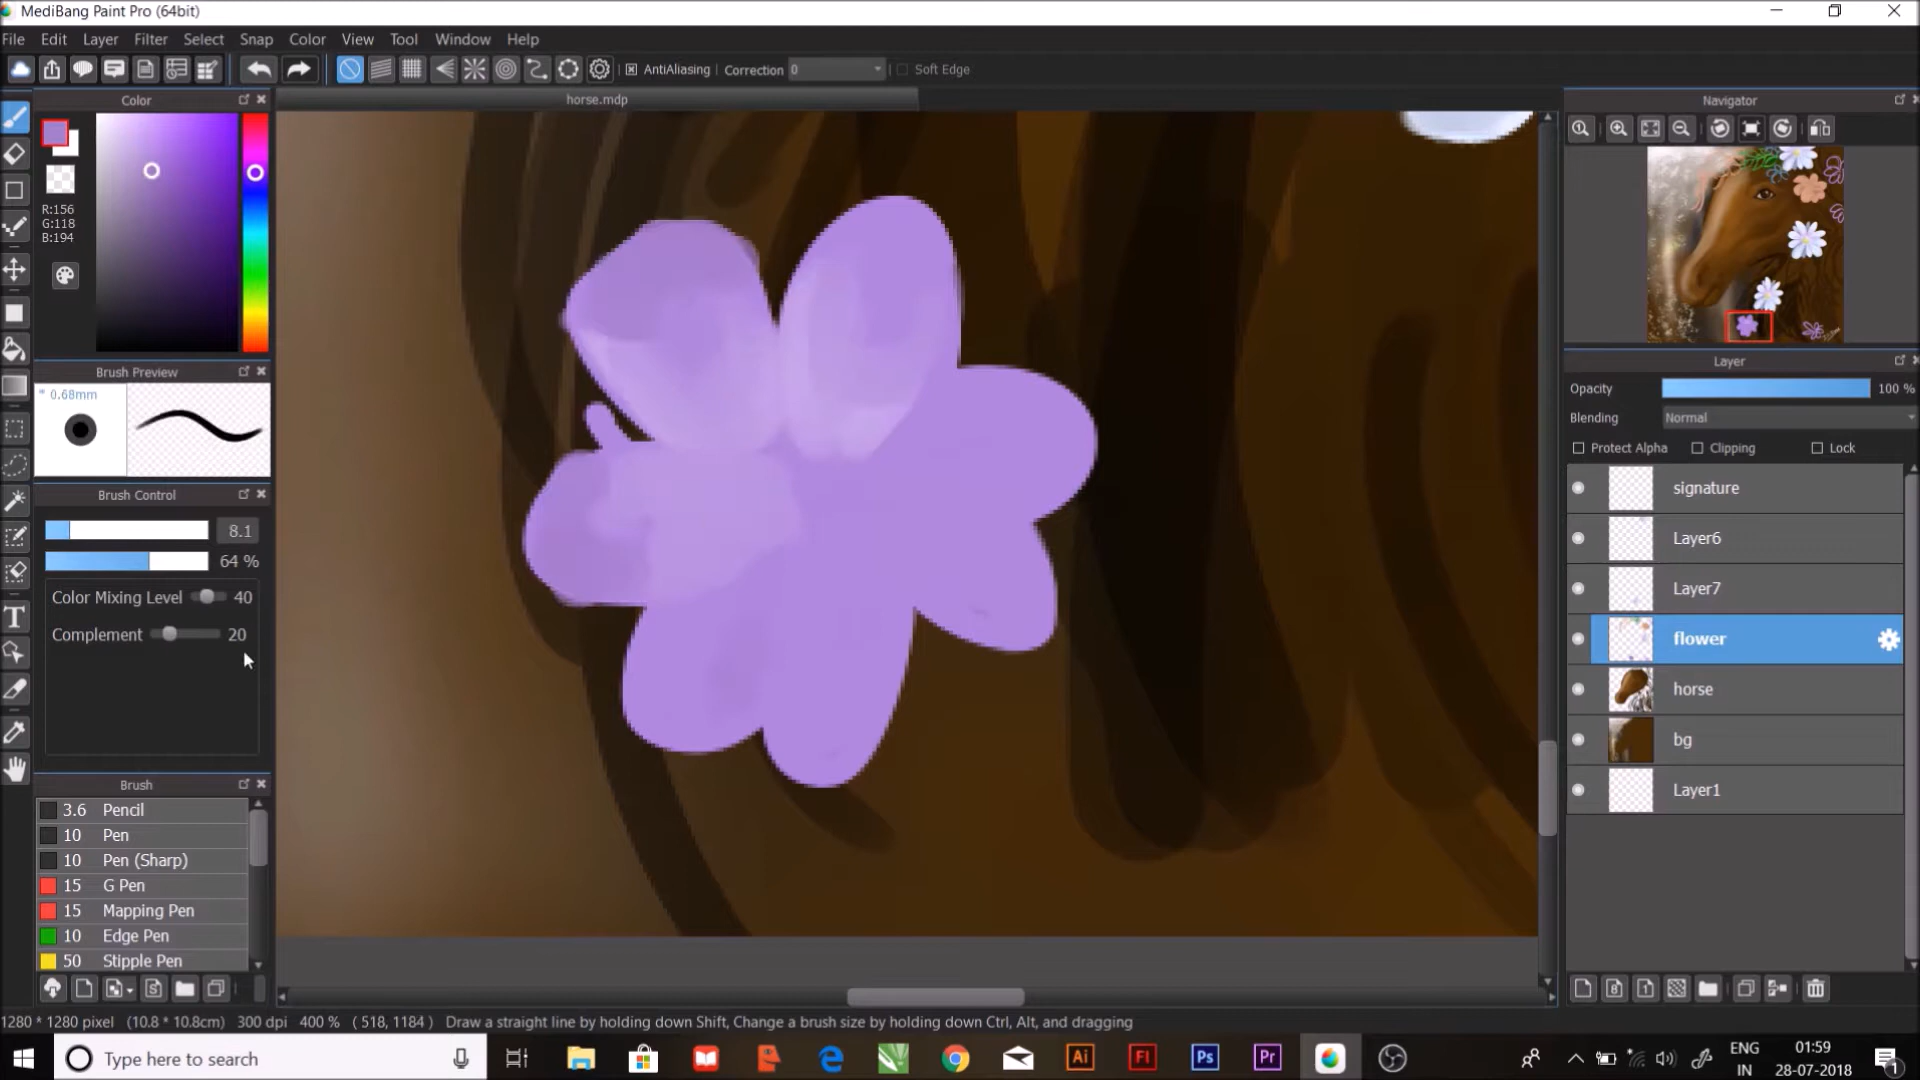 MediBang Paint Pro (64bit)
File Edit Layer Filter Select Snap Color View Tool Window Help
AntiAliasing Correction 0 Soft Edge
Color
horse.mdp
Navigator
R:156
G:118
B:194
Brush Preview
* 0.68mm
Layer
Opacity 100 %
Blending Normal
Protect Alpha Clipping Lock
signature
Layer6
Layer7
flower
horse
bg
Layer1
Brush Control
8.1
64 %
Color Mixing Level 40
Complement 20
Brush
3.6 Pencil
10 Pen
10 Pen (Sharp)
15 G Pen
15 Mapping Pen
10 Edge Pen
50 Stipple Pen
1280 * 1280 pixel (10.8 * 10.8cm) 300 dpi 400 % ( 518, 1184 ) Draw a straight line by holding down Shift, Change a brush size by holding down Ctrl, Alt, and dragging
Type here to search
Ai Fl Ps Pr
ENG
IN
01:59
28-07-2018
1